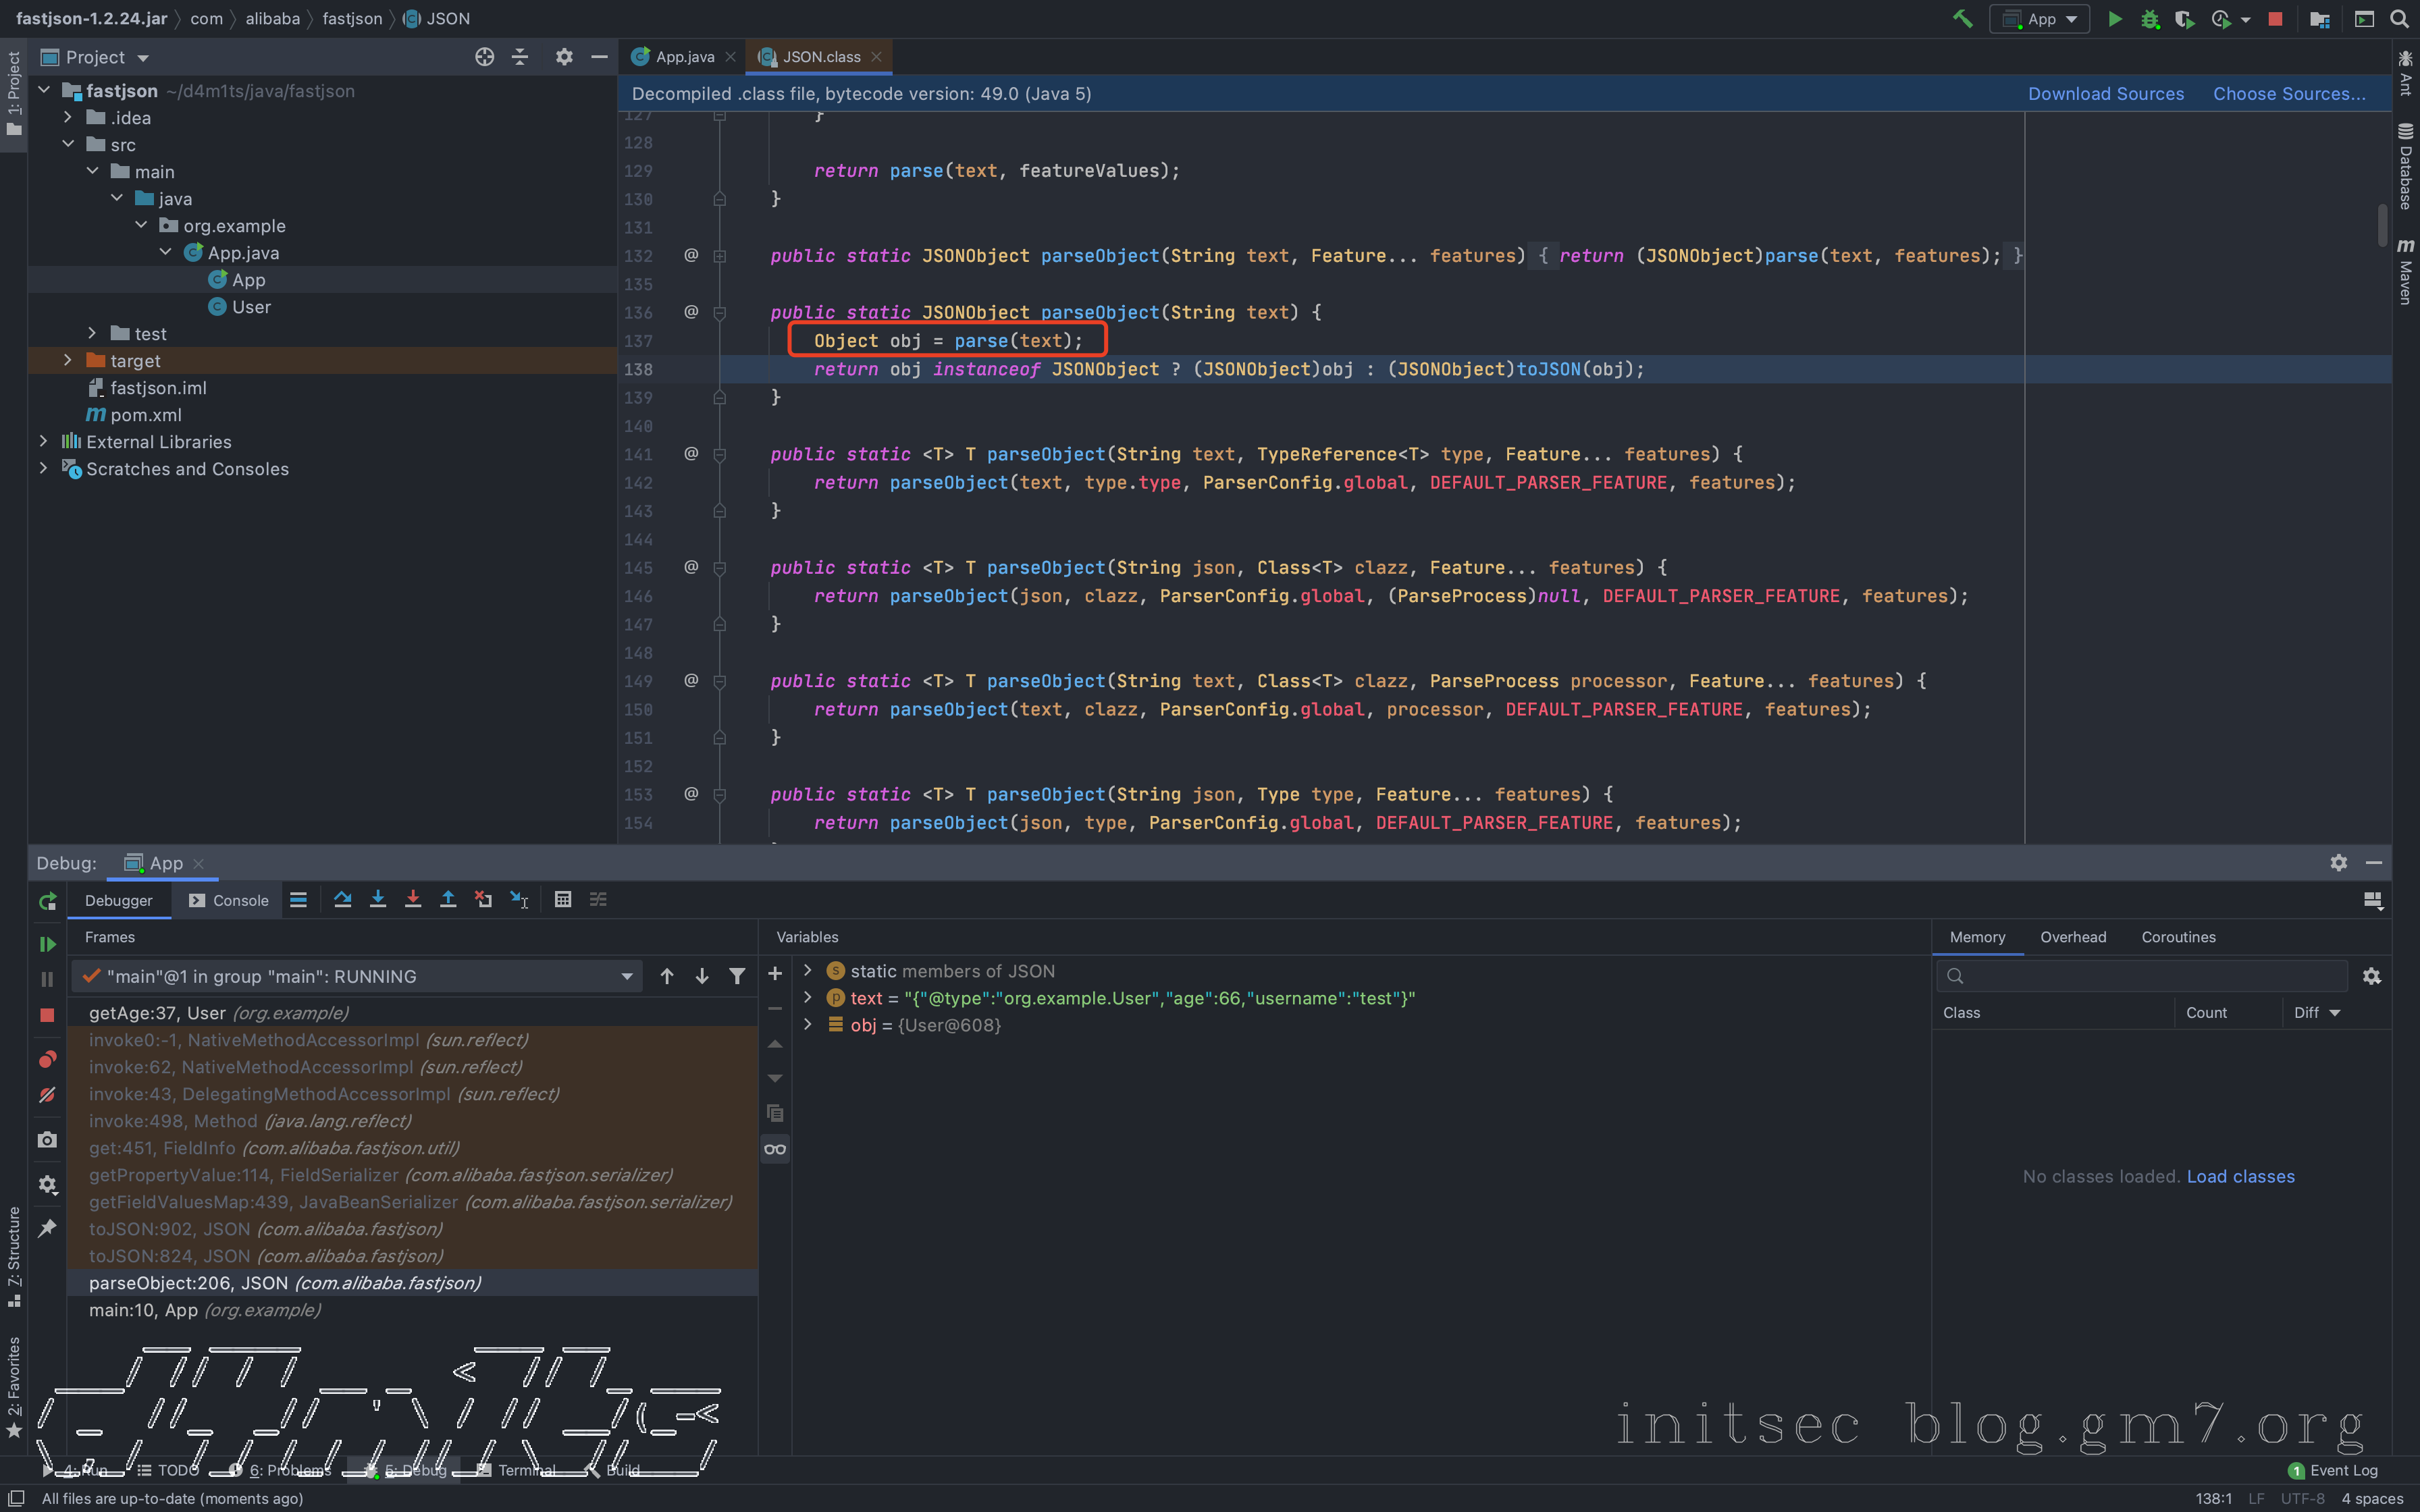 fastjson-1.2.24.jar 〉 com 〉 alibaba 〉 fastjson 〉 JSON
App
1: Project
Project
App.java
JSON.class
Ant
Database
Maven
fastjson ~/d4m1ts/java/fastjson
.idea
src
main
java
org.example
App.java
App
User
test
target
fastjson.iml
pom.xml
External Libraries
Scratches and Consoles
Decompiled .class file, bytecode version: 49.0 (Java 5)
Download Sources Choose Sources...
127 }
128
129 return parse(text, featureValues);
130 }
131
132 @ public static JSONObject parseObject(String text, Feature... features) { return (JSONObject)parse(text, features); }
135
136 @ public static JSONObject parseObject(String text) {
137 Object obj = parse(text);
138 return obj instanceof JSONObject ? (JSONObject)obj : (JSONObject)toJSON(obj);
139 }
140
141 @ public static <T> T parseObject(String text, TypeReference<T> type, Feature... features) {
142 return parseObject(text, type.type, ParserConfig.global, DEFAULT_PARSER_FEATURE, features);
143 }
144
145 @ public static <T> T parseObject(String json, Class<T> clazz, Feature... features) {
146 return parseObject(json, clazz, ParserConfig.global, (ParseProcess)null, DEFAULT_PARSER_FEATURE, features);
147 }
148
149 @ public static <T> T parseObject(String text, Class<T> clazz, ParseProcess processor, Feature... features) {
150 return parseObject(text, clazz, ParserConfig.global, processor, DEFAULT_PARSER_FEATURE, features);
151 }
152
153 @ public static <T> T parseObject(String json, Type type, Feature... features) {
154 return parseObject(json, type, ParserConfig.global, DEFAULT_PARSER_FEATURE, features);
Debug: App
Debugger Console
Frames
"main"@1 in group "main": RUNNING
getAge:37, User (org.example)
invoke0:-1, NativeMethodAccessorImpl (sun.reflect)
invoke:62, NativeMethodAccessorImpl (sun.reflect)
invoke:43, DelegatingMethodAccessorImpl (sun.reflect)
invoke:498, Method (java.lang.reflect)
get:451, FieldInfo (com.alibaba.fastjson.util)
getPropertyValue:114, FieldSerializer (com.alibaba.fastjson.serializer)
getFieldValuesMap:439, JavaBeanSerializer (com.alibaba.fastjson.serializer)
toJSON:902, JSON (com.alibaba.fastjson)
toJSON:824, JSON (com.alibaba.fastjson)
parseObject:206, JSON (com.alibaba.fastjson)
main:10, App (org.example)
Variables
static members of JSON
text = "{"@type":"org.example.User","age":66,"username":"test"}"
obj = {User@608}
Memory Overhead Coroutines
Class Count Diff
No classes loaded. Load classes
7: Structure
2: Favorites
initsec blog.gm7.org
4: Run TODO 6: Problems 5: Debug Terminal Build
1 Event Log
All files are up-to-date (moments ago)
138:1 LF UTF-8 4 spaces